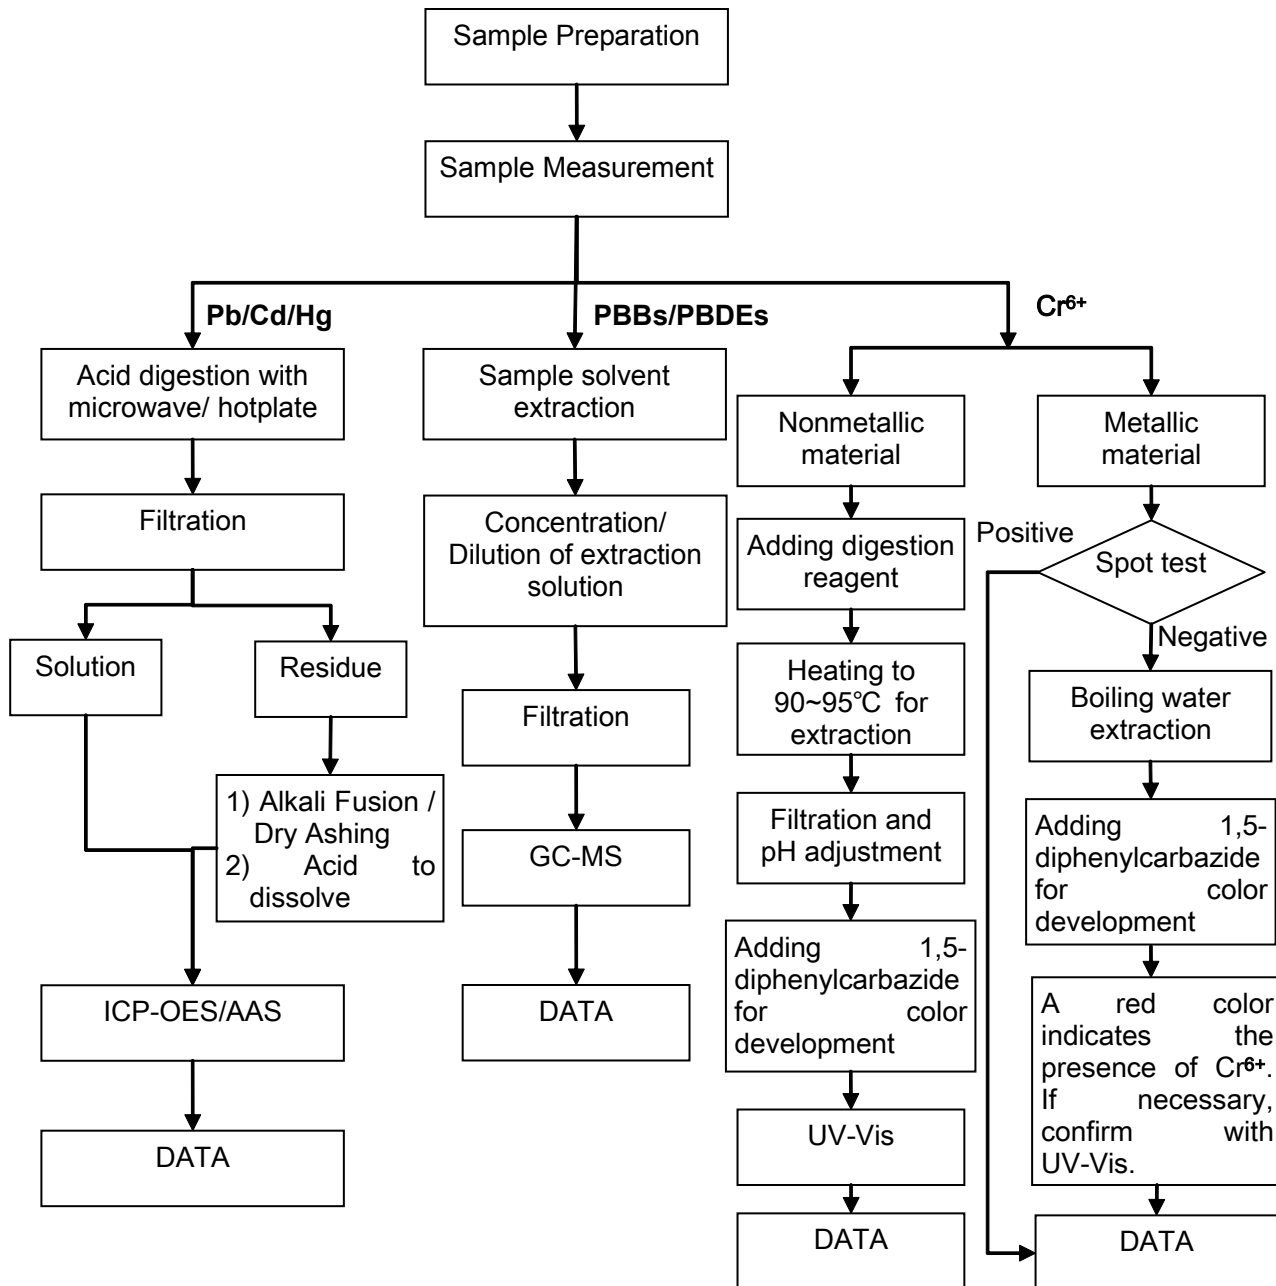 Sample Preparation
Sample Measurement
Pb/Cd/Hg
PBBs/PBDEs
Cr⁶⁺
Acid digestion with
microwave/ hotplate
Filtration
Solution
Residue
1) Alkali Fusion /
Dry Ashing
2) Acid to
dissolve
ICP-OES/AAS
DATA
Sample solvent
extraction
Concentration/
Dilution of extraction
solution
Filtration
GC-MS
DATA
Nonmetallic
material
Adding digestion
reagent
Heating to
90~95℃ for
extraction
Filtration and
pH adjustment
Adding 1,5-
diphenylcarbazide
for color
development
UV-Vis
DATA
Metallic
material
Positive
Spot test
Negative
Boiling water
extraction
Adding 1,5-
diphenylcarbazide
for color
development
A red color
indicates the
presence of Cr⁶⁺.
If necessary,
confirm with
UV-Vis.
DATA